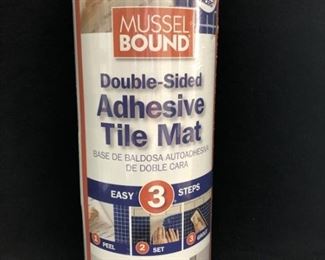 MUSSEL
BOUND
Double-Sided
Adhesive
Tile Mat
BASE DE BALDOSA AUTOADHESIVA
DE DOBLE CARA
EASY 3 STEPS
1 PEEL
2 SET
3 GROUT